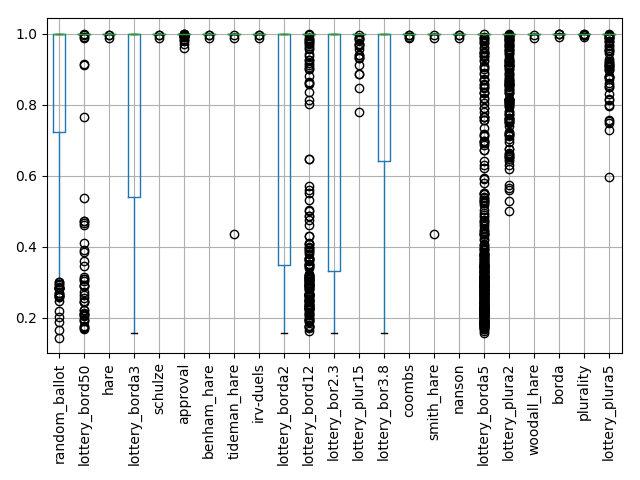 1.0
0.8
0.6
0.4
0.2
random_ballot
lottery_bord50
hare
lottery_borda3
schulze
approval
benham_hare
tideman_hare
irv-duels
lottery_borda2
lottery_bord12
lottery_bor2.3
lottery_plur15
lottery_bor3.8
coombs
smith_hare
nanson
lottery_borda5
lottery_plura2
woodall_hare
borda
plurality
lottery_plura5